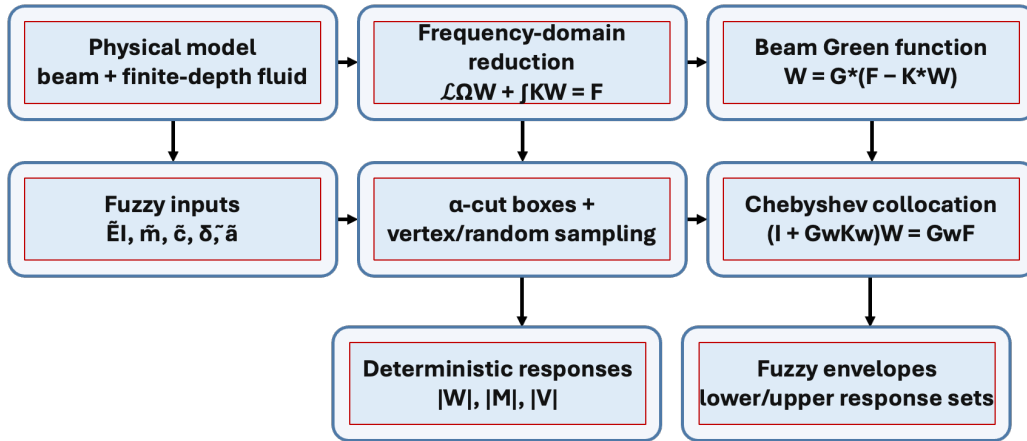 Physical model
beam + finite-depth fluid
Frequency-domain
reduction
ℒΩW + ∫KW = F
Beam Green function
W = G*(F − K*W)
Fuzzy inputs
ẼI, m̃, c̃, δ̃, ã
α-cut boxes +
vertex/random sampling
Chebyshev collocation
(I + GwKw)W = GwF
Deterministic responses
|W|, |M|, |V|
Fuzzy envelopes
lower/upper response sets